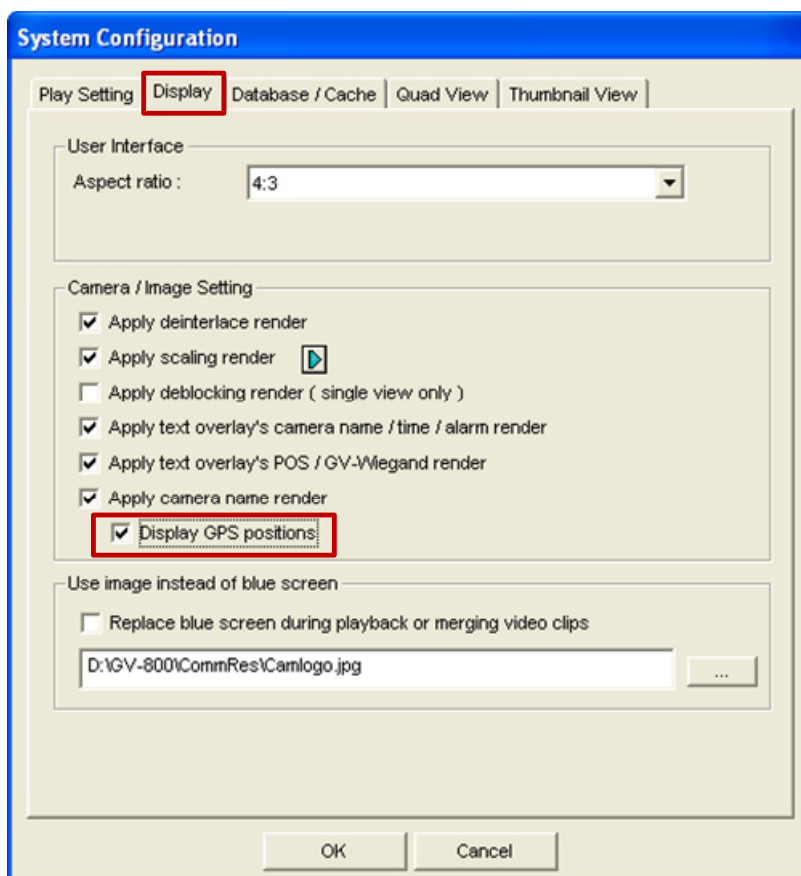 System Configuration
Play Setting Display Database / Cache Quad View Thumbnail View
User Interface
Aspect ratio : 4:3
Camera / Image Setting
Apply deinterlace render
Apply scaling render
Apply deblocking render ( single view only )
Apply text overlay's camera name / time / alarm render
Apply text overlay's POS / GV-Wiegand render
Apply camera name render
Display GPS positions
Use image instead of blue screen
Replace blue screen during playback or merging video clips
D:\GV-800\CommRes\Camlogo.jpg ...
OK Cancel